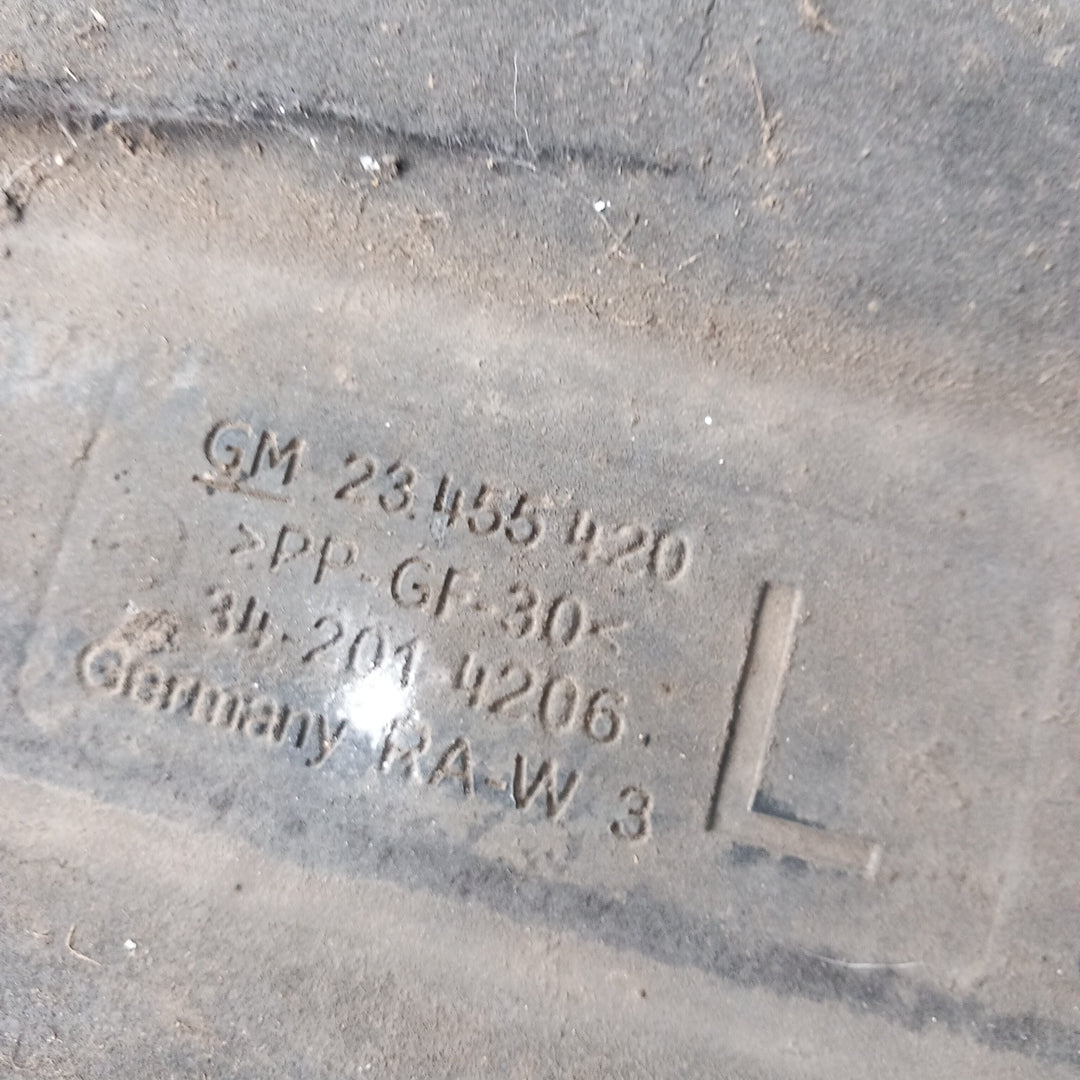 GM 23.455 420
>PP-GF-30<
34-201-4206.
Germany RA-W 3
L